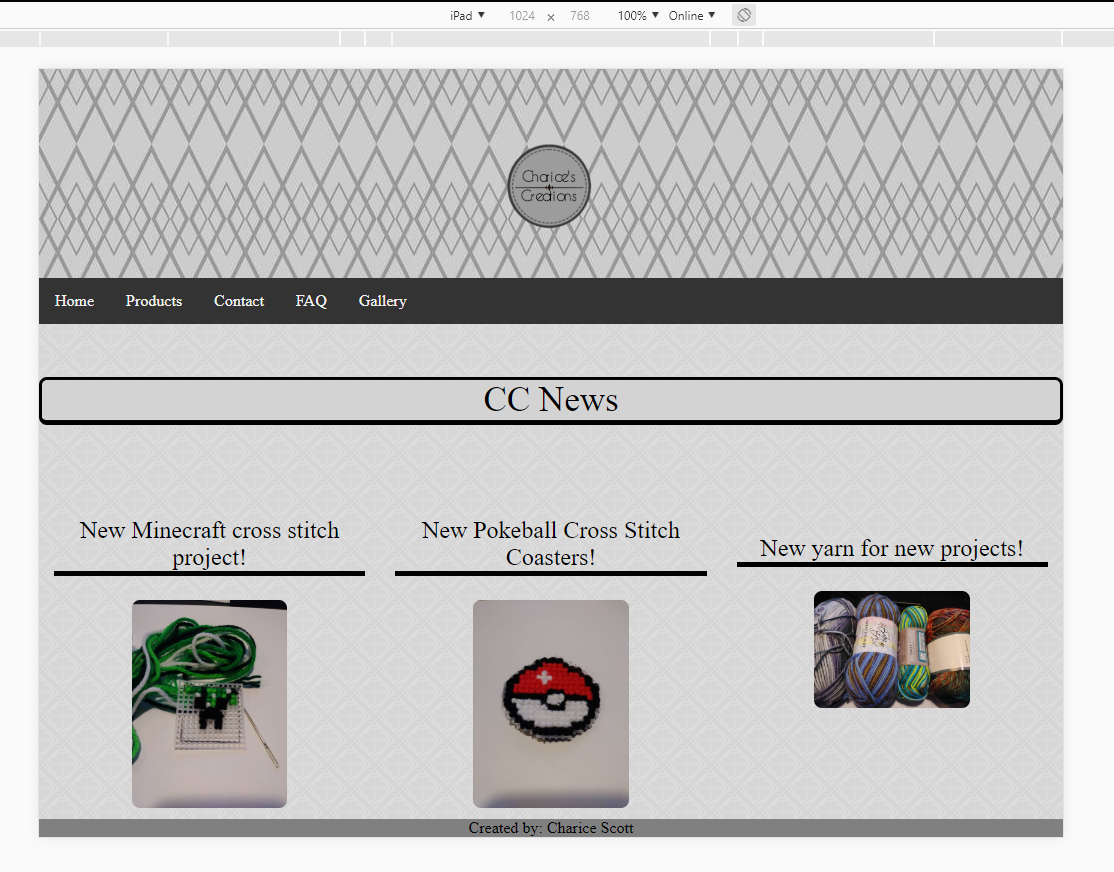 iPad ▼ 1024 × 768 100% ▼ Online ▼
Charice's
Creations
Home Products Contact FAQ Gallery
CC News
New Minecraft cross stitch
project!
New Pokeball Cross Stitch
Coasters!
New yarn for new projects!
Created by: Charice Scott